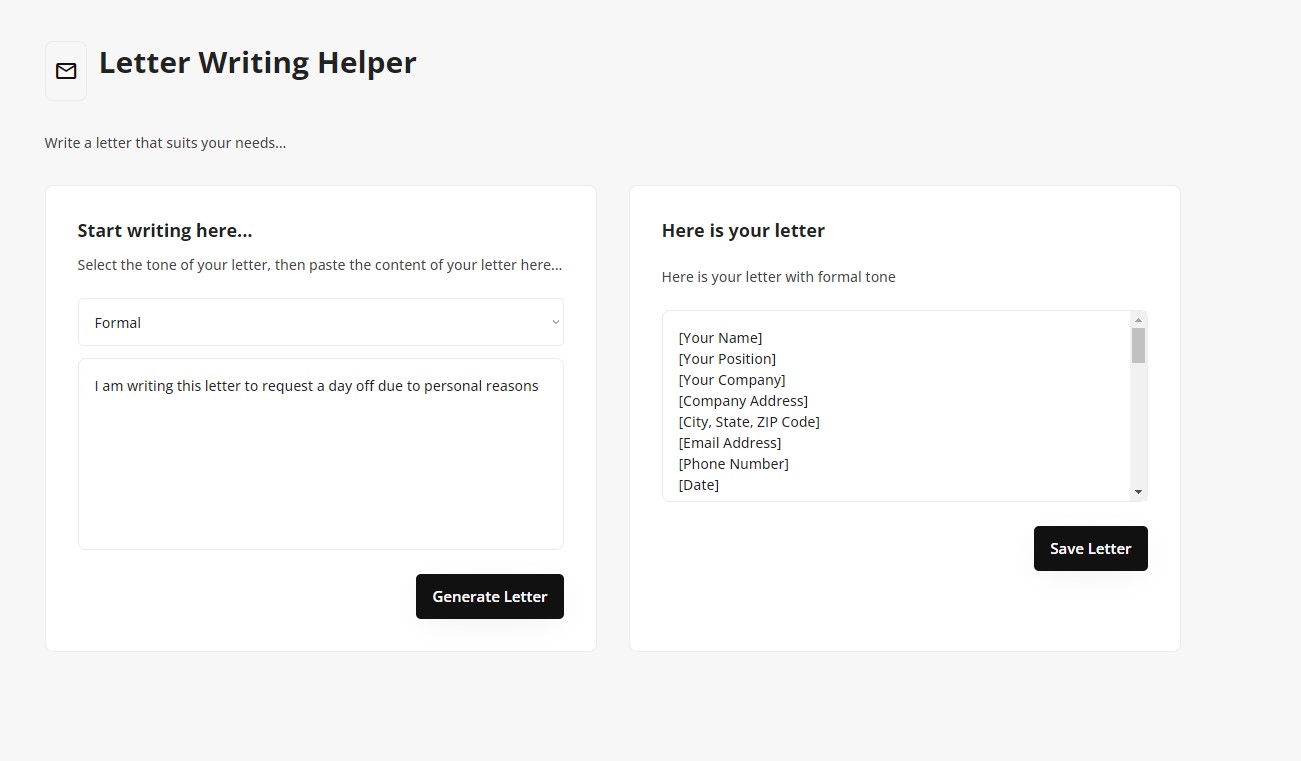 Letter Writing Helper
Write a letter that suits your needs...
Start writing here...
Select the tone of your letter, then paste the content of your letter here...
Formal
I am writing this letter to request a day off due to personal reasons
Generate Letter
Here is your letter
Here is your letter with formal tone
[Your Name]
[Your Position]
[Your Company]
[Company Address]
[City, State, ZIP Code]
[Email Address]
[Phone Number]
[Date]
Save Letter